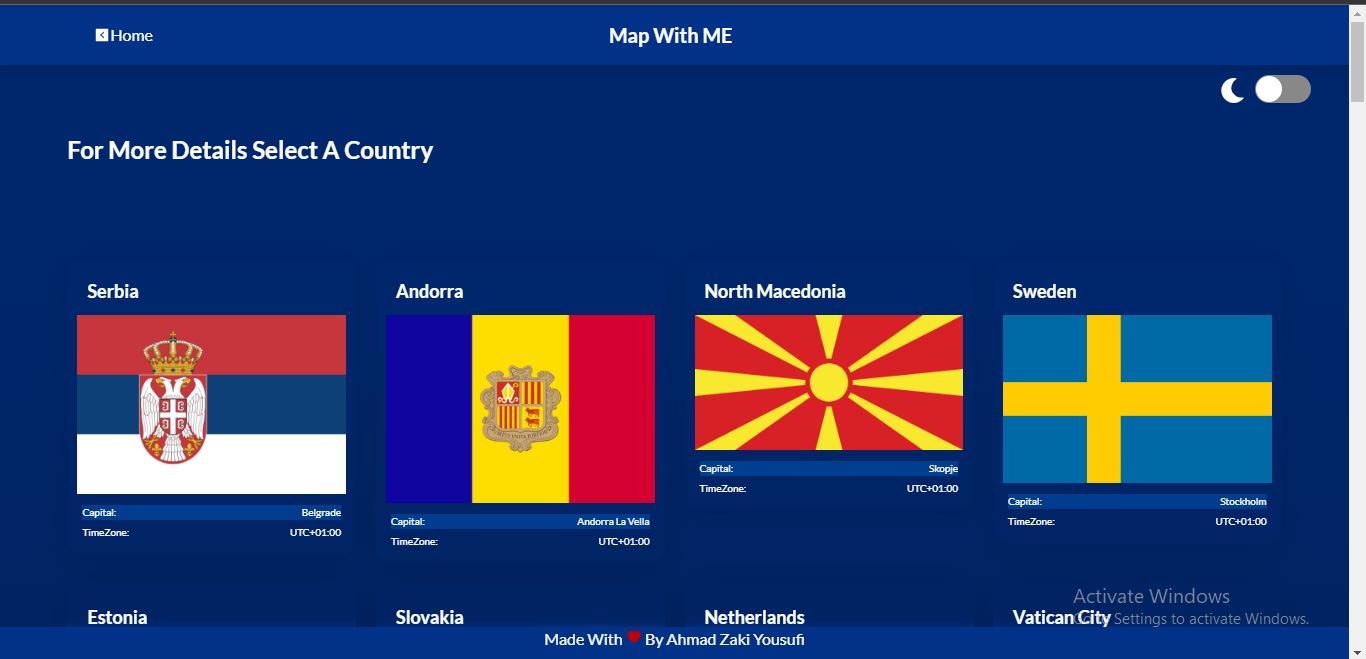 Home
Map With ME
For More Details Select A Country
Serbia
Andorra
North Macedonia
Sweden
Capital: Belgrade
TimeZone: UTC+01:00
Capital: Andorra La Vella
TimeZone: UTC+01:00
Capital: Skopje
TimeZone: UTC+01:00
Capital: Stockholm
TimeZone: UTC+01:00
Estonia
Slovakia
Netherlands
Vatican City
Activate Windows
Settings to activate Windows.
Made With ❤ By Ahmad Zaki Yousufi